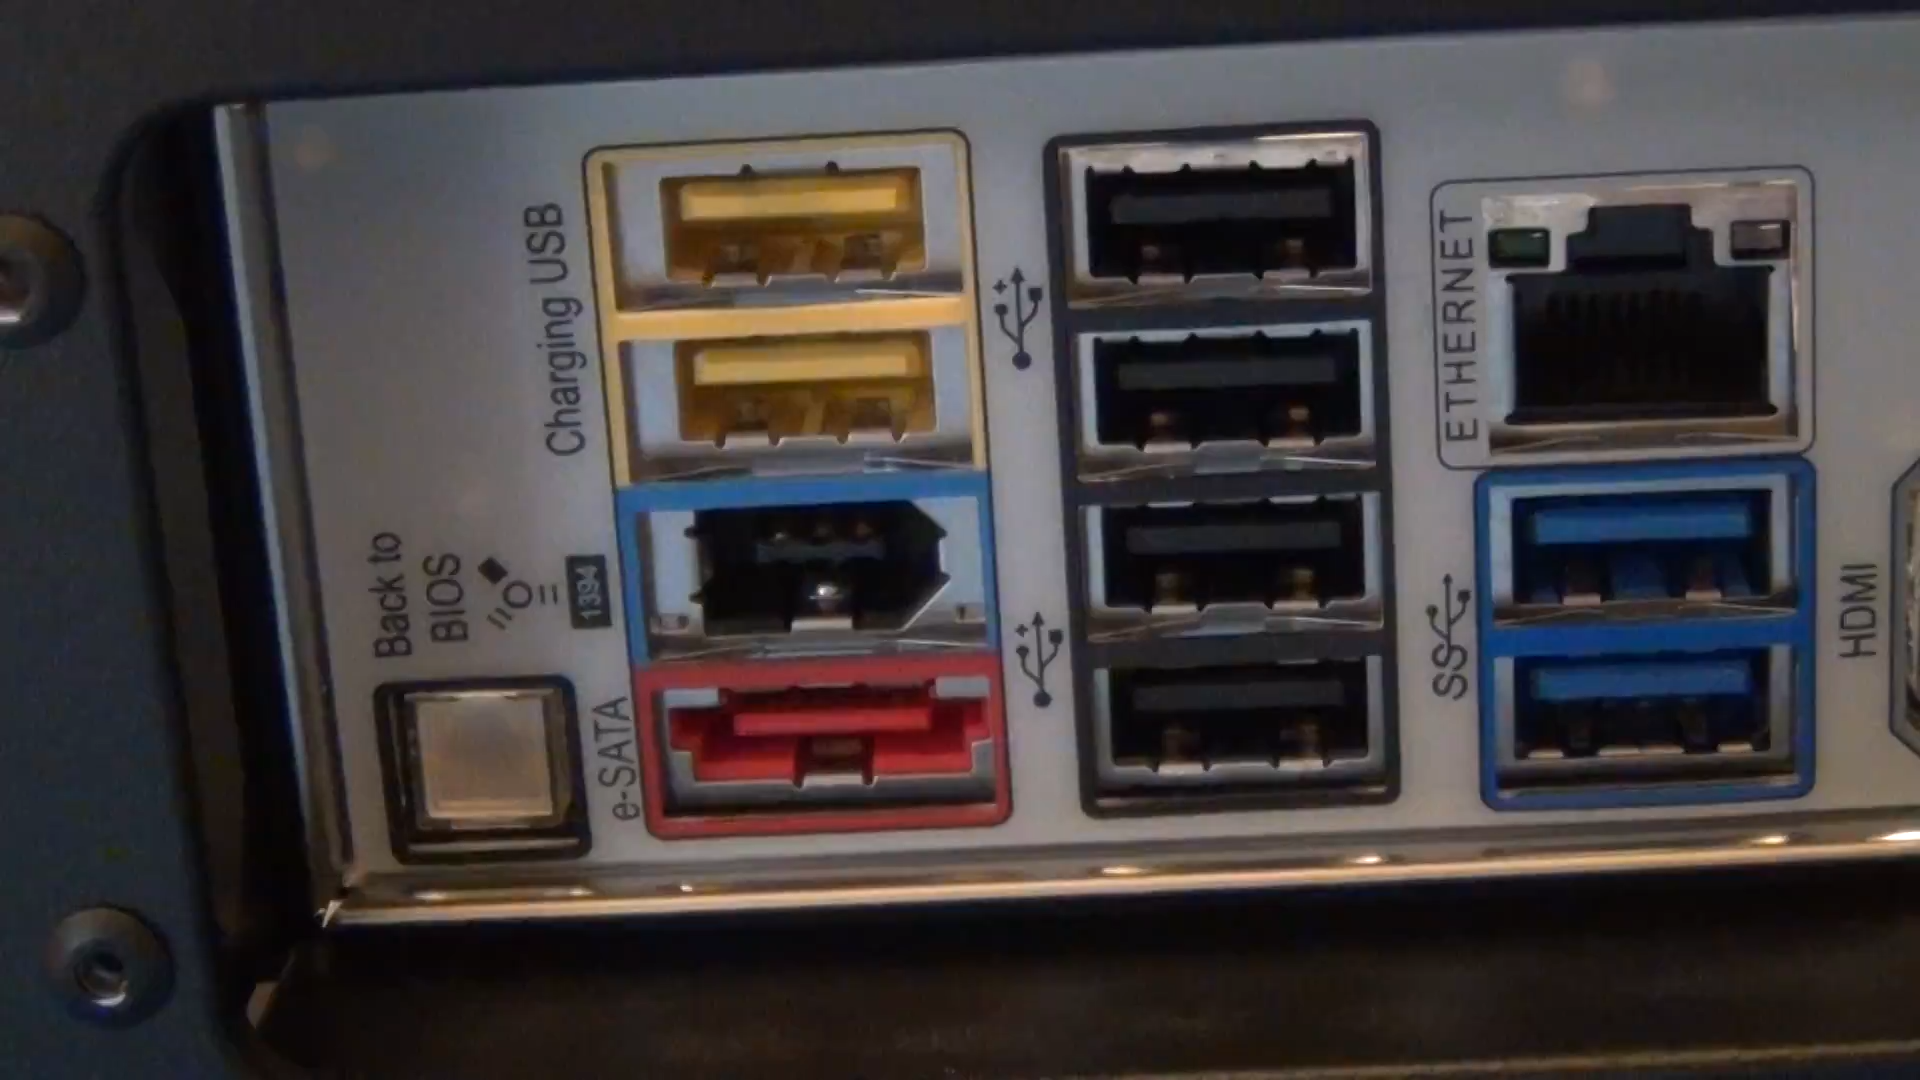 Charging USB
Back to
BIOS
1394
e-SATA
ETHERNET
SS
HDMI